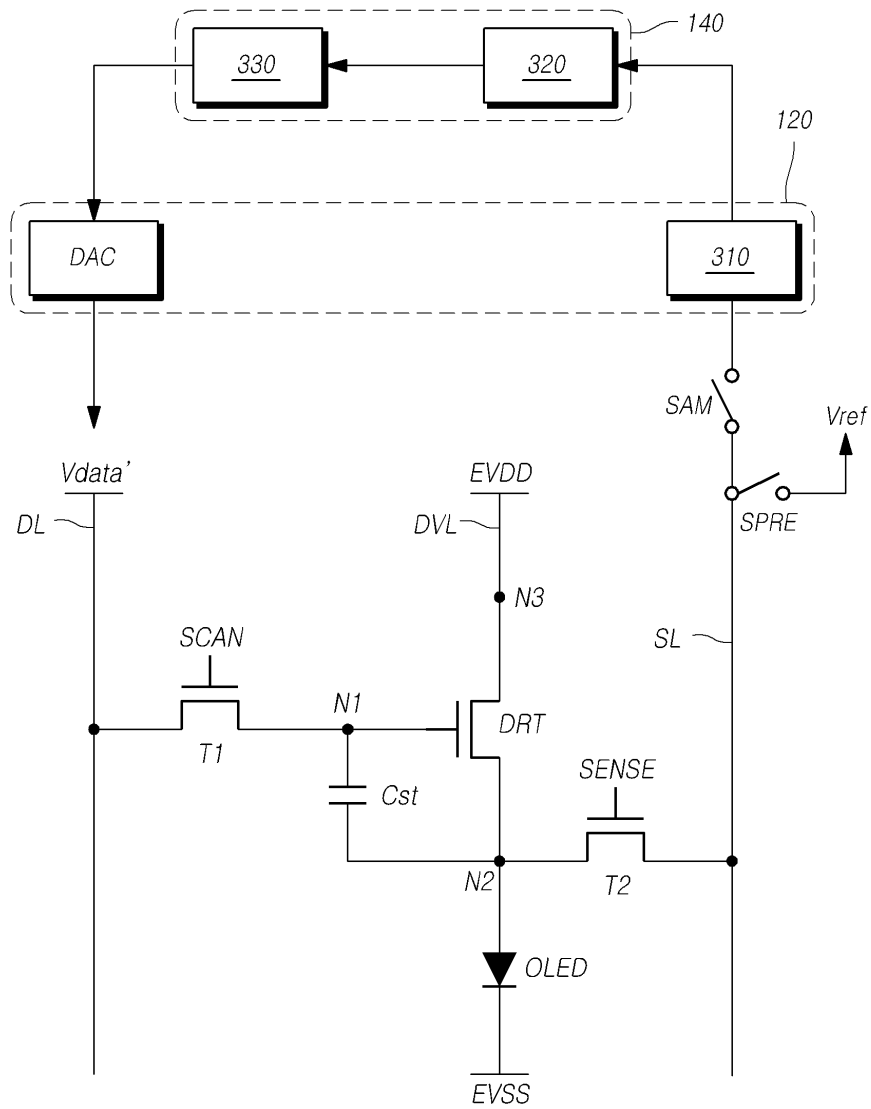 140
330
320
120
DAC
310
SAM
Vref
Vdata'
EVDD
SPRE
DL
DVL
N3
SCAN
SL
N1
DRT
T1
SENSE
Cst
N2
T2
OLED
EVSS